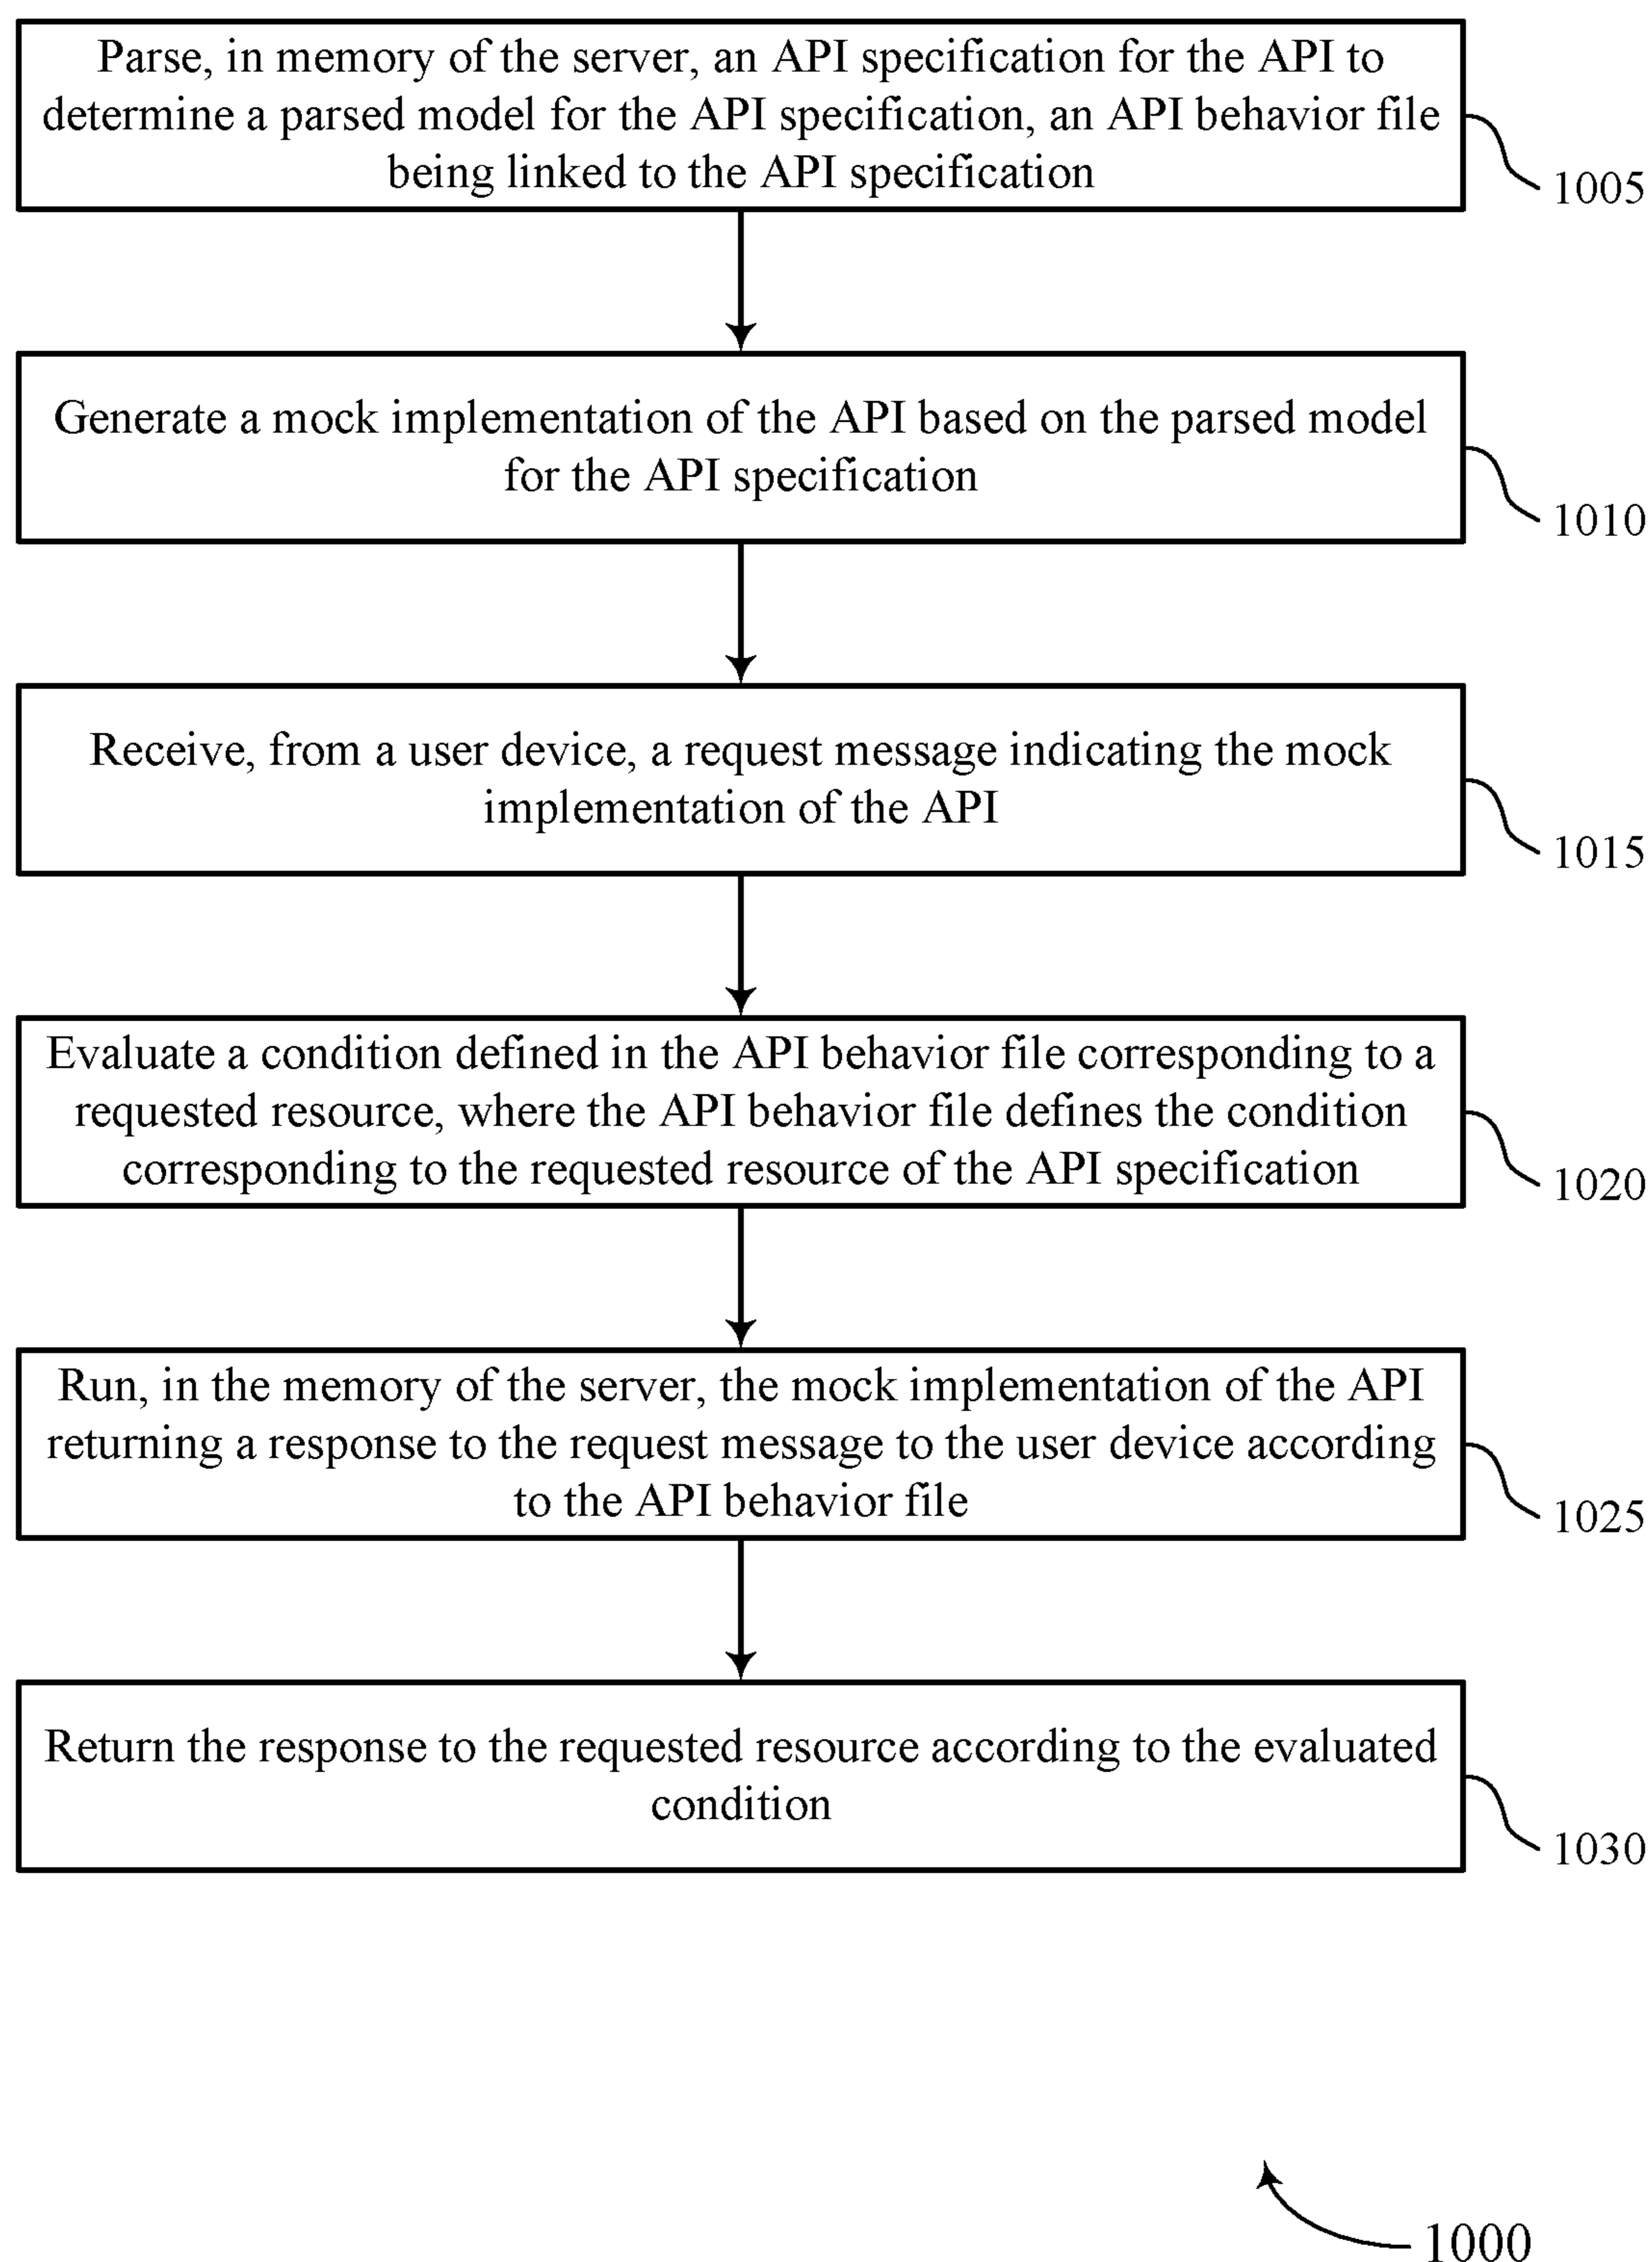 Parse, in memory of the server, an API specification for the API to
determine a parsed model for the API specification, an API behavior file
being linked to the API specification
1005
Generate a mock implementation of the API based on the parsed model
for the API specification
1010
Receive, from a user device, a request message indicating the mock
implementation of the API
1015
Evaluate a condition defined in the API behavior file corresponding to a
requested resource, where the API behavior file defines the condition
corresponding to the requested resource of the API specification
1020
Run, in the memory of the server, the mock implementation of the API
returning a response to the request message to the user device according
to the API behavior file
1025
Return the response to the requested resource according to the evaluated
condition
1030
1000